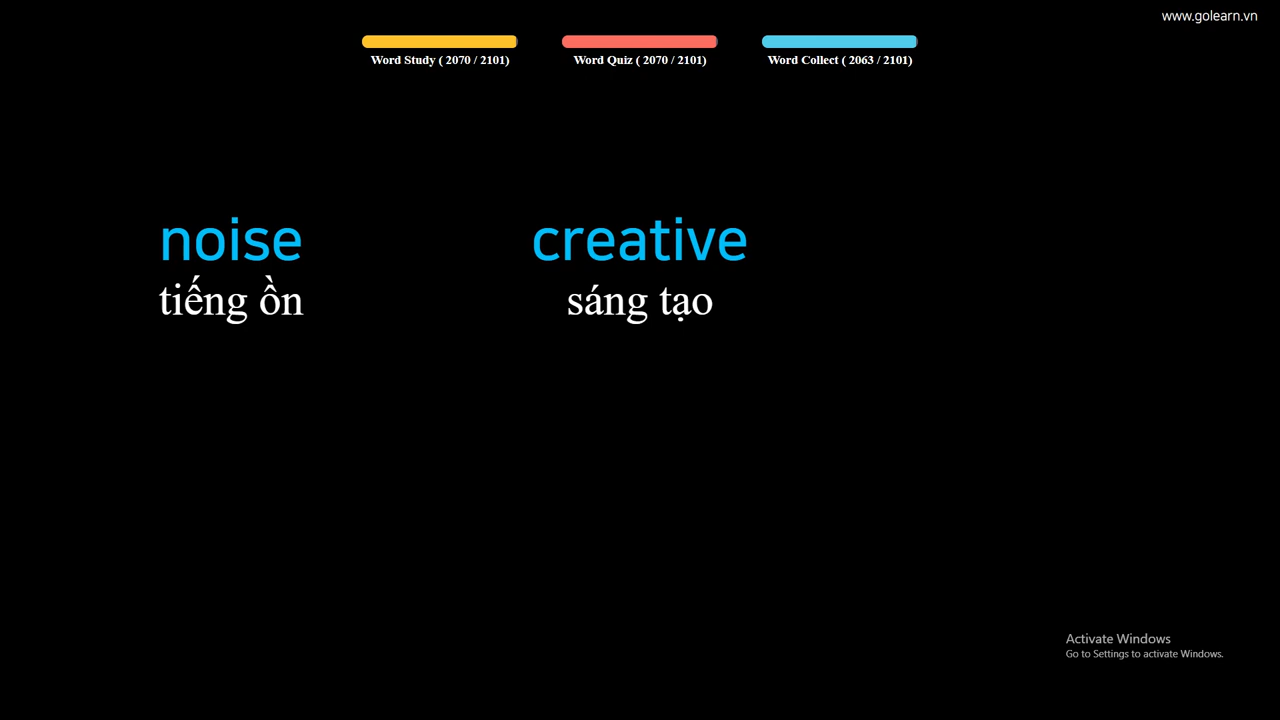 www.golearn.vn
Word Study ( 2070 / 2101)
Word Quiz ( 2070 / 2101)
Word Collect ( 2063 / 2101)
noise
tiếng ồn
creative
sáng tạo
Activate Windows
Go to Settings to activate Windows.